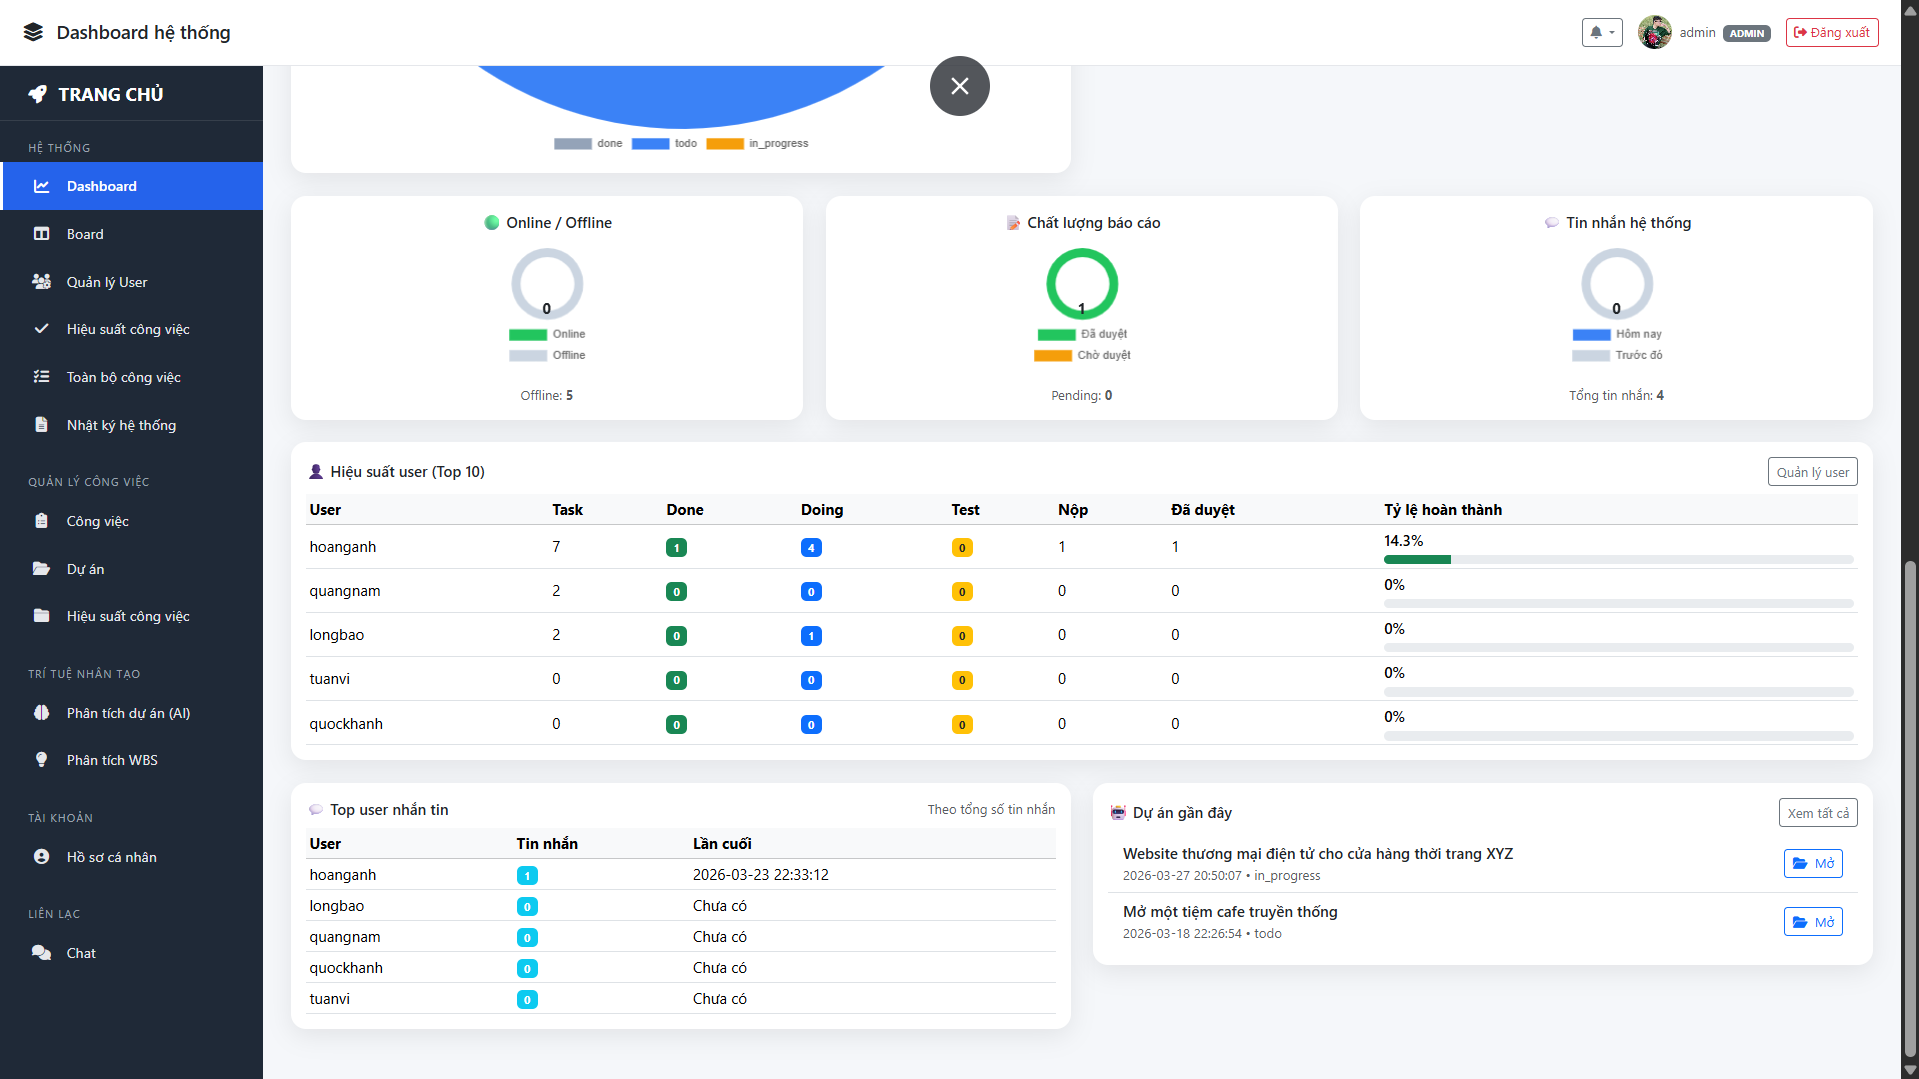 Dashboard hệ thống
admin ADMIN
Đăng xuất
TRANG CHỦ
HỆ THỐNG
Dashboard
Board
Quản lý User
Hiệu suất công việc
Toàn bộ công việc
Nhật ký hệ thống
QUẢN LÝ CÔNG VIỆC
Công việc
Dự án
Hiệu suất công việc
TRÍ TUỆ NHÂN TẠO
Phân tích dự án (AI)
Phân tích WBS
TÀI KHOẢN
Hồ sơ cá nhân
LIÊN LẠC
Chat
done todo in_progress
Online / Offline
0
Online
Offline
Offline: 5
Chất lượng báo cáo
1
Đã duyệt
Chờ duyệt
Pending: 0
Tin nhắn hệ thống
0
Hôm nay
Trước đó
Tổng tin nhắn: 4
Hiệu suất user (Top 10)
Quản lý user
User Task Done Doing Test Nộp Đã duyệt Tỷ lệ hoàn thành
hoanganh 7 1 4 0 1 1 14.3%
quangnam 2 0 0 0 0 0 0%
longbao 2 0 1 0 0 0 0%
tuanvi 0 0 0 0 0 0 0%
quockhanh 0 0 0 0 0 0 0%
Top user nhắn tin
Theo tổng số tin nhắn
User Tin nhắn Lần cuối
hoanganh 1 2026-03-23 22:33:12
longbao 0 Chưa có
quangnam 0 Chưa có
quockhanh 0 Chưa có
tuanvi 0 Chưa có
Dự án gần đây
Xem tất cả
Website thương mại điện tử cho cửa hàng thời trang XYZ
2026-03-27 20:50:07 • in_progress
Mở
Mở một tiệm cafe truyền thống
2026-03-18 22:26:54 • todo
Mở